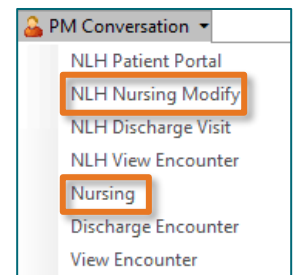 PM Conversation
NLH Patient Portal
NLH Nursing Modify
NLH Discharge Visit
NLH View Encounter
Nursing
Discharge Encounter
View Encounter